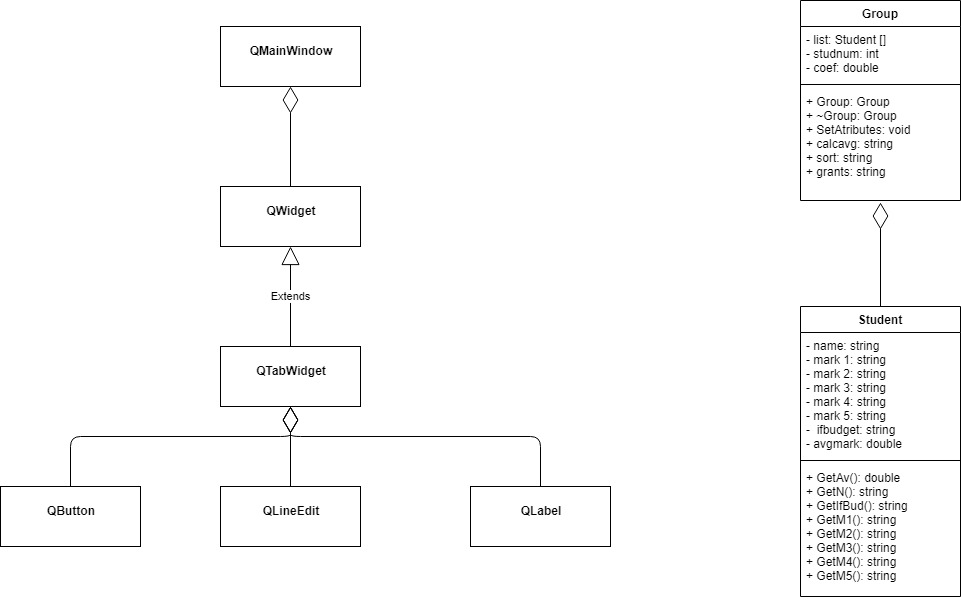 QMainWindow
QWidget
Extends
QTabWidget
QButton
QLineEdit
QLabel
Group
- list: Student []
- studnum: int
- coef: double
+ Group: Group
+ ~Group: Group
+ SetAtributes: void
+ calcavg: string
+ sort: string
+ grants: string
Student
- name: string
- mark 1: string
- mark 2: string
- mark 3: string
- mark 4: string
- mark 5: string
- ifbudget: string
- avgmark: double
+ GetAv(): double
+ GetN(): string
+ GetIfBud(): string
+ GetM1(): string
+ GetM2(): string
+ GetM3(): string
+ GetM4(): string
+ GetM5(): string